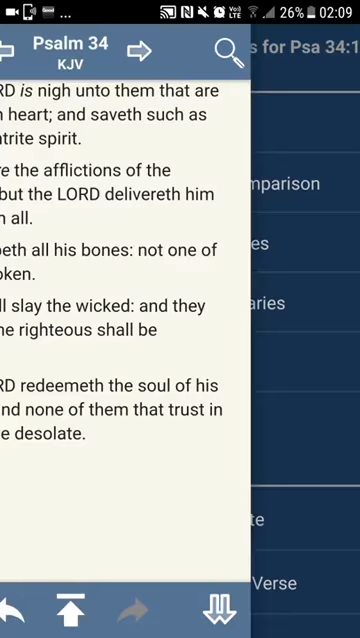 26% 02:09
Psalm 34
KJV
s for Psa 34:1
RD is nigh unto them that are
heart; and saveth such as
ntrite spirit.
re the afflictions of the
but the LORD delivereth him
all.
peth all his bones: not one of
oken.
ll slay the wicked: and they
he righteous shall be
RD redeemeth the soul of his
nd none of them that trust in
e desolate.
mparison
es
aries
te
Verse